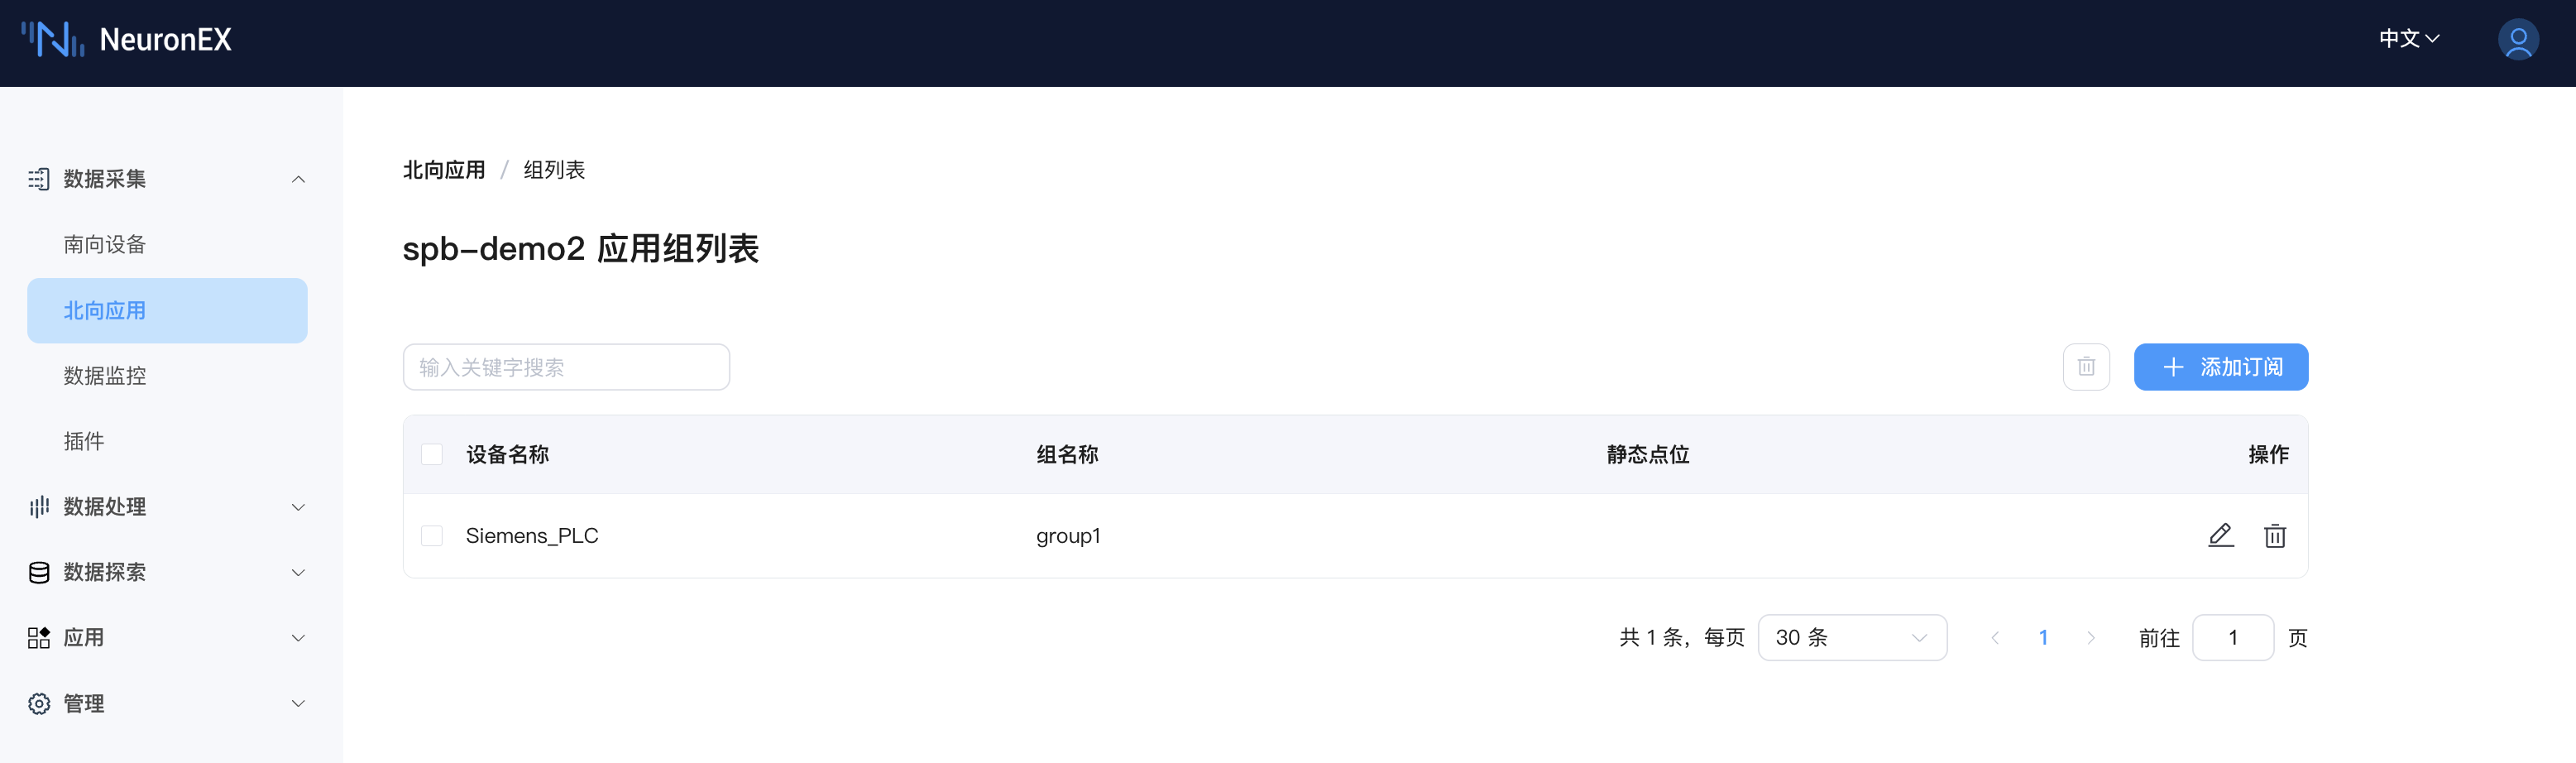 NeuronEX
中文
数据采集
南向设备
北向应用
数据监控
插件
数据处理
数据探索
应用
管理
北向应用 / 组列表
spb-demo2 应用组列表
输入关键字搜索
添加订阅
设备名称 组名称 静态点位 操作
Siemens_PLC group1
共 1 条，每页 30 条 1 前往 1 页